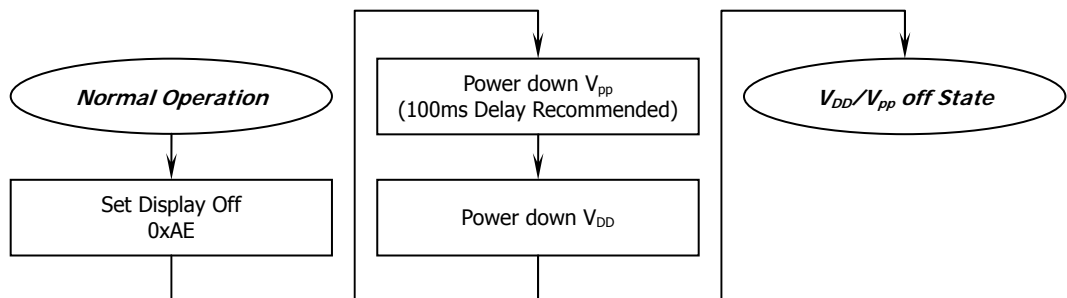 Normal Operation
Set Display Off
0xAE
Power down Vpp
(100ms Delay Recommended)
Power down VDD
VDD/Vpp off State